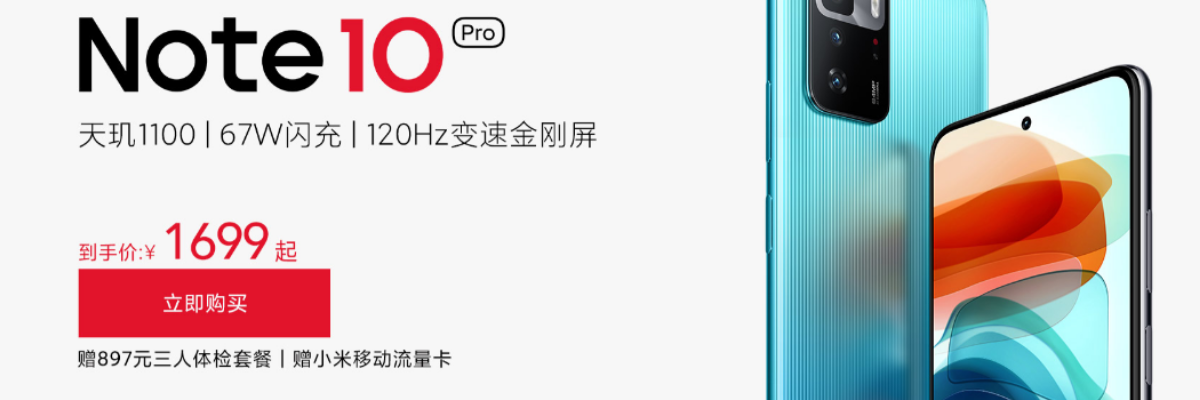 Note 10 Pro
天玑1100 | 67W闪充 | 120Hz变速金刚屏
到手价:¥ 1699 起
立即购买
赠897元三人体检套餐 | 赠小米移动流量卡